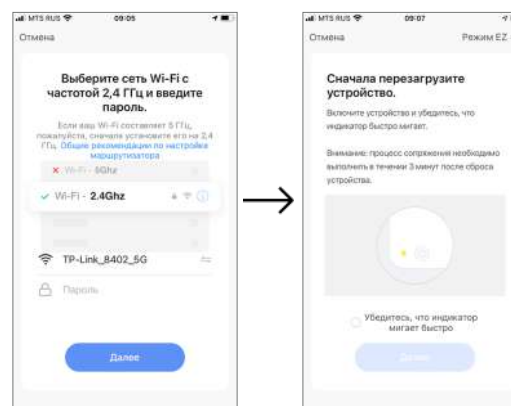 MTS RUS 09:05
Отмена
Выберите сеть Wi-Fi с
частотой 2,4 ГГц и введите
пароль.
Если ваш Wi-Fi составляет 5 ГГц,
пожалуйста, сначала установите его на 2,4
ГГц. Общие рекомендации по настройке
маршрутизатора
Wi-Fi - 5Ghz
Wi-Fi - 2.4Ghz
TP-Link_8402_5G
Пароль
Далее
MTS RUS 09:07
Отмена Режим EZ
Сначала перезагрузите
устройство.
Включите устройство и убедитесь, что
индикатор быстро мигает.
Внимание: процесс сопряжения необходимо
выполнить в течении 3 минут после сброса
устройства.
Убедитесь, что индикатор
мигает быстро
Далее